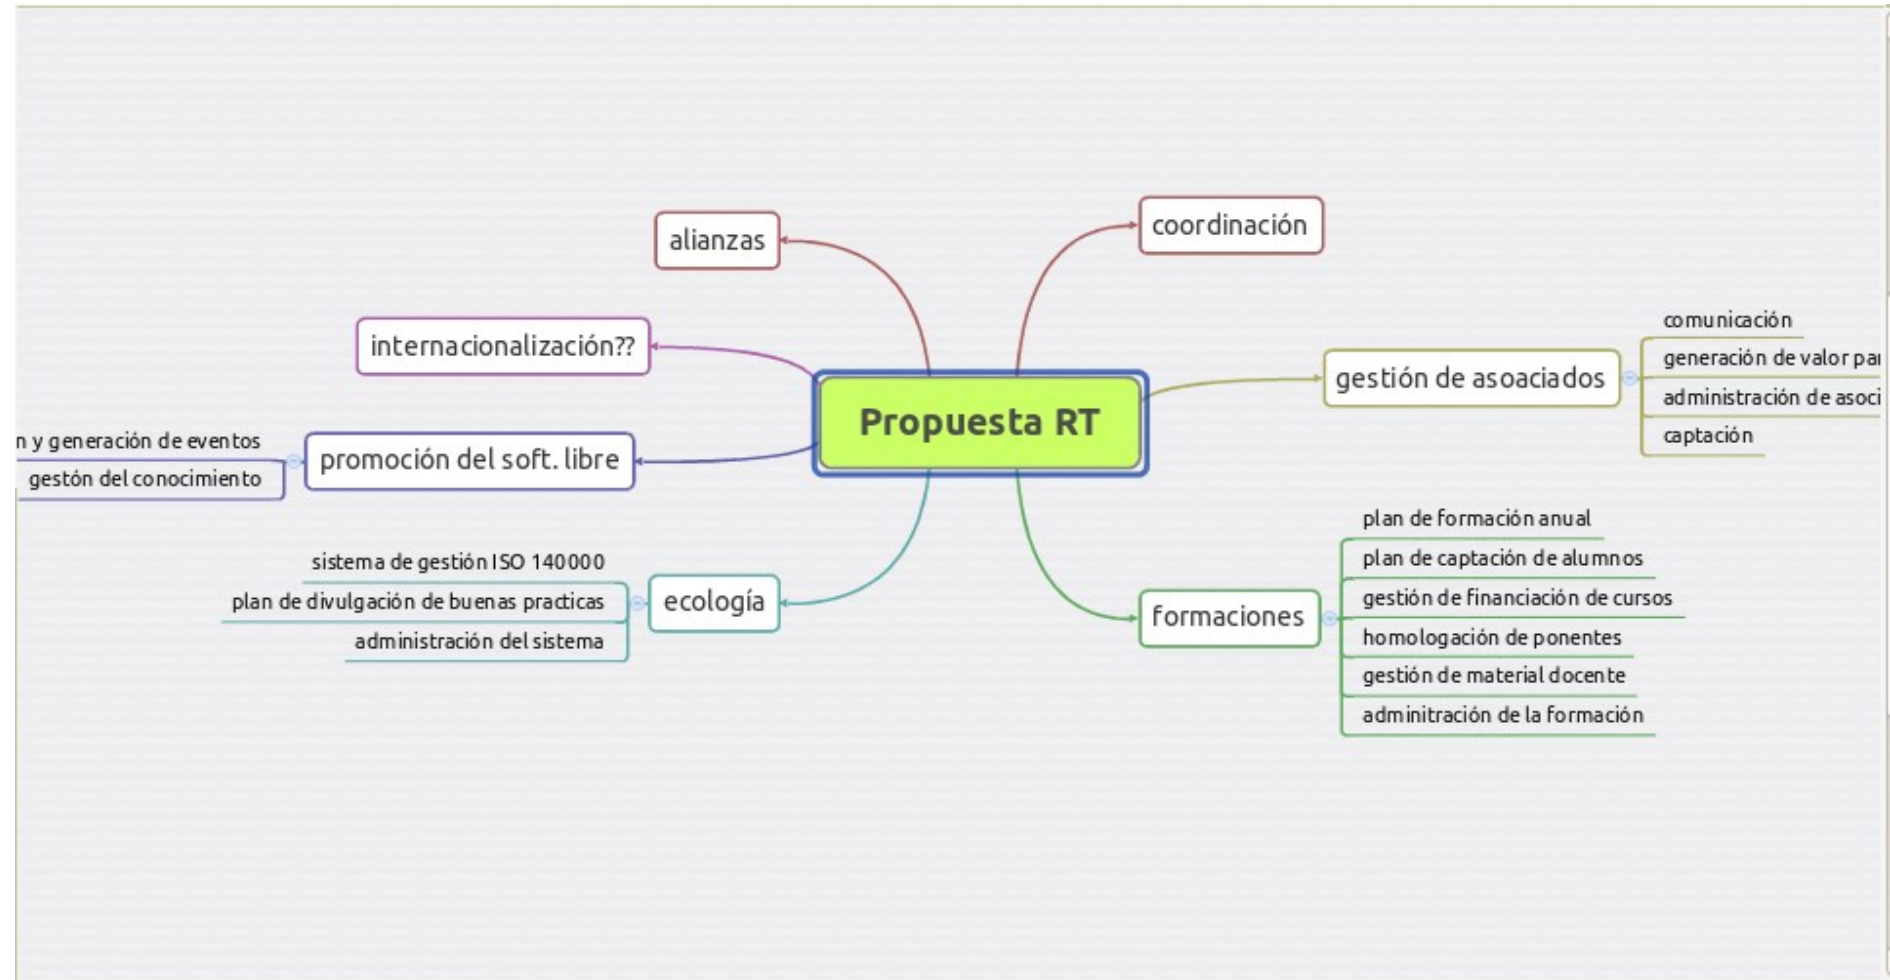 Propuesta RT
coordinación
gestión de asoaciados
comunicación
generación de valor
administración de
captación
formaciones
plan de formación anual
plan de captación de alumnos
gestión de financiación de cursos
homologación de ponentes
gestión de material docente
adminitración de la formación
alianzas
internacionalización??
promoción del soft. libre
y generación de eventos
gestón del conocimiento
ecología
sistema de gestión ISO 140000
plan de divulgación de buenas practicas
administración del sistema